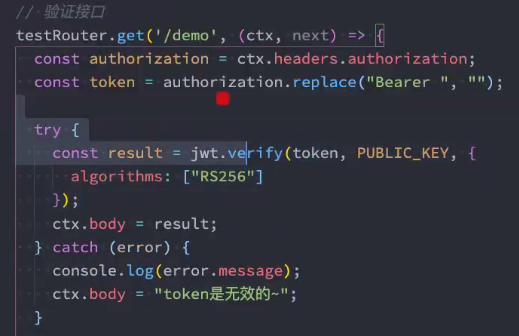 // 验证接口
testRouter.get('/demo', (ctx, next) => {
const authorization = ctx.headers.authorization;
const token = authorization.replace("Bearer ", "");
try {
const result = jwt.verify(token, PUBLIC_KEY, {
algorithms: ["RS256"]
});
ctx.body = result;
} catch (error) {
console.log(error.message);
ctx.body = "token是无效的~";
}